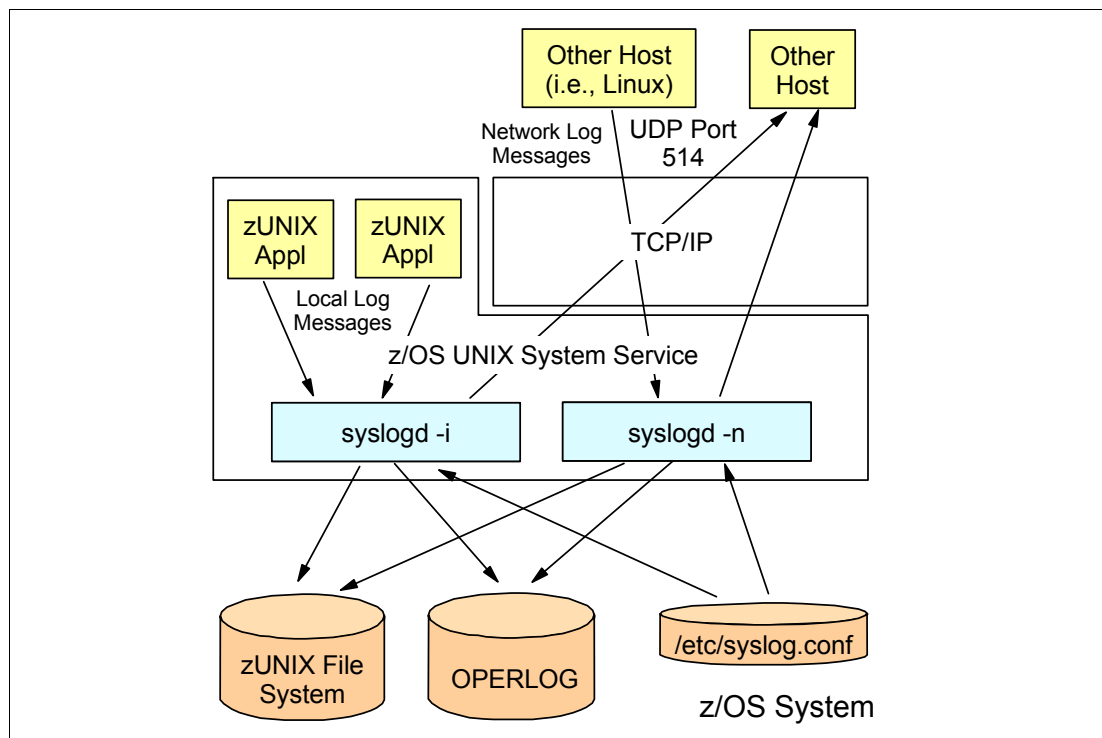 Other Host
(i.e., Linux)
Other
Host
Network Log
Messages
UDP Port
514
zUNIX
Appl
zUNIX
Appl
TCP/IP
Local Log
Messages
z/OS UNIX System Service
syslogd -i
syslogd -n
zUNIX File
System
OPERLOG
/etc/syslog.conf
z/OS System